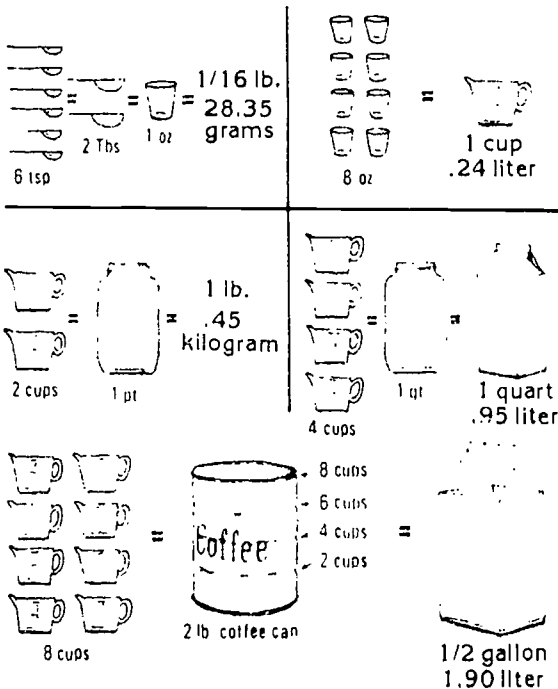 6 tsp
=
2 Tbs
=
1 oz
=
1/16 lb.
28.35
grams
8 oz
=
1 cup
.24 liter
2 cups
=
1 pt
=
1 lb.
.45
kilogram
4 cups
=
1 qt
=
1 quart
.95 liter
8 cups
=
Coffee
8 cups
6 cups
4 cups
2 cups
2 lb coffee can
=
1/2 gallon
1.90 liter